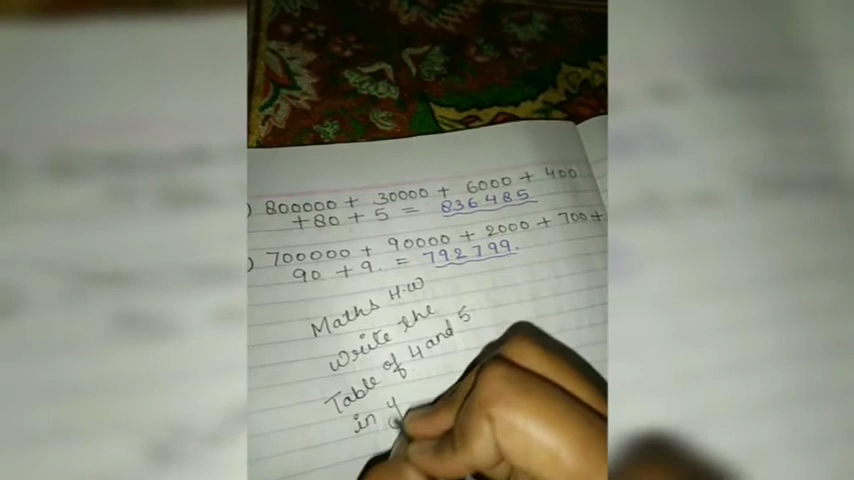 ) 800000 + 30000 + 6000 + 400
+80 + 5 = 836485
) 700000 + 90000 + 2000 + 700 +
90 + 9. = 792799.
Maths H.W
Write the
Table of 4 and 5
in